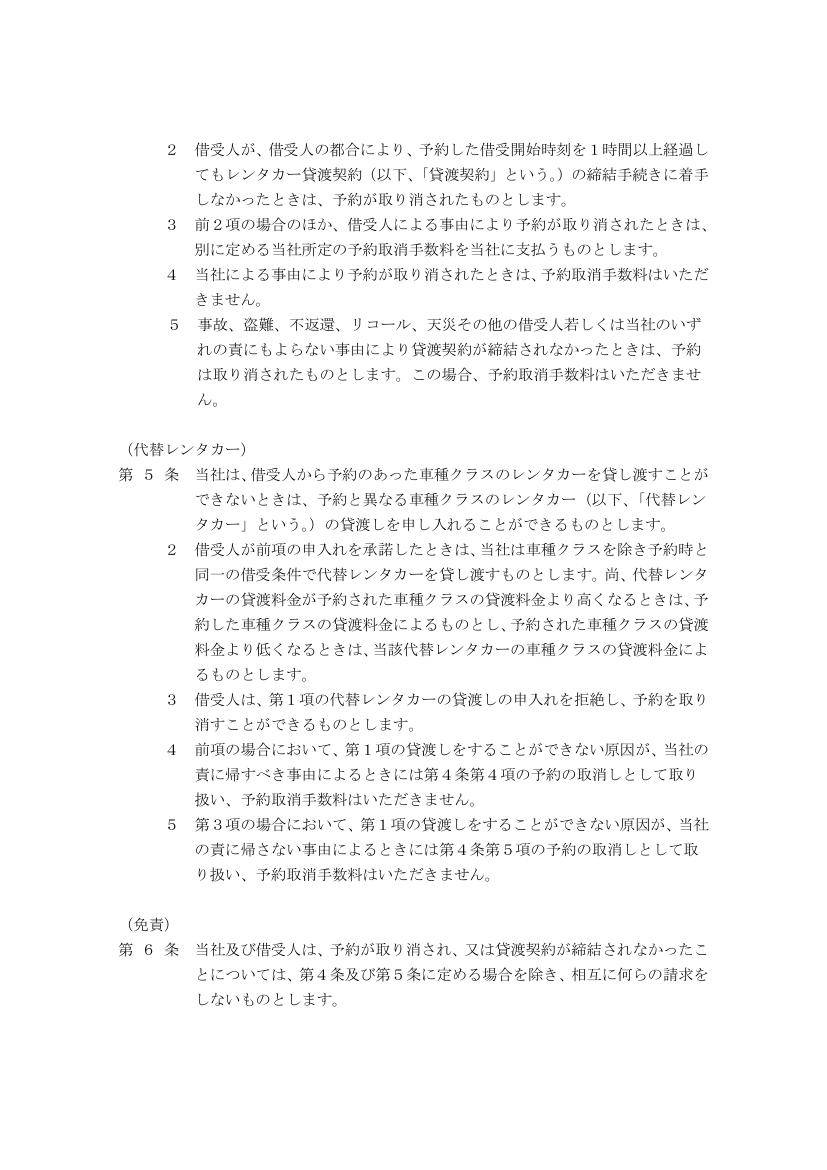 ２　借受人が、借受人の都合により、予約した借受開始時刻を１時間以上経過し
てもレンタカー貸渡契約（以下、「貸渡契約」という。）の締結手続きに着手
しなかったときは、予約が取り消されたものとします。
３　前２項の場合のほか、借受人による事由により予約が取り消されたときは、
別に定める当社所定の予約取消手数料を当社に支払うものとします。
４　当社による事由により予約が取り消されたときは、予約取消手数料はいただ
きません。
５　事故、盗難、不返還、リコール、天災その他の借受人若しくは当社のいず
れの責にもよらない事由により貸渡契約が締結されなかったときは、予約
は取り消されたものとします。この場合、予約取消手数料はいただきませ
ん。
（代替レンタカー）
第 ５ 条　当社は、借受人から予約のあった車種クラスのレンタカーを貸し渡すことが
できないときは、予約と異なる車種クラスのレンタカー（以下、「代替レン
タカー」という。）の貸渡しを申し入れることができるものとします。
２　借受人が前項の申入れを承諾したときは、当社は車種クラスを除き予約時と
同一の借受条件で代替レンタカーを貸し渡すものとします。尚、代替レンタ
カーの貸渡料金が予約された車種クラスの貸渡料金より高くなるときは、予
約した車種クラスの貸渡料金によるものとし、予約された車種クラスの貸渡
料金より低くなるときは、当該代替レンタカーの車種クラスの貸渡料金によ
るものとします。
３　借受人は、第１項の代替レンタカーの貸渡しの申入れを拒絶し、予約を取り
消すことができるものとします。
４　前項の場合において、第１項の貸渡しをすることができない原因が、当社の
責に帰すべき事由によるときには第４条第４項の予約の取消しとして取り
扱い、予約取消手数料はいただきません。
５　第３項の場合において、第１項の貸渡しをすることができない原因が、当社
の責に帰さない事由によるときには第４条第５項の予約の取消しとして取
り扱い、予約取消手数料はいただきません。
（免責）
第 ６ 条　当社及び借受人は、予約が取り消され、又は貸渡契約が締結されなかったこ
とについては、第４条及び第５条に定める場合を除き、相互に何らの請求を
しないものとします。